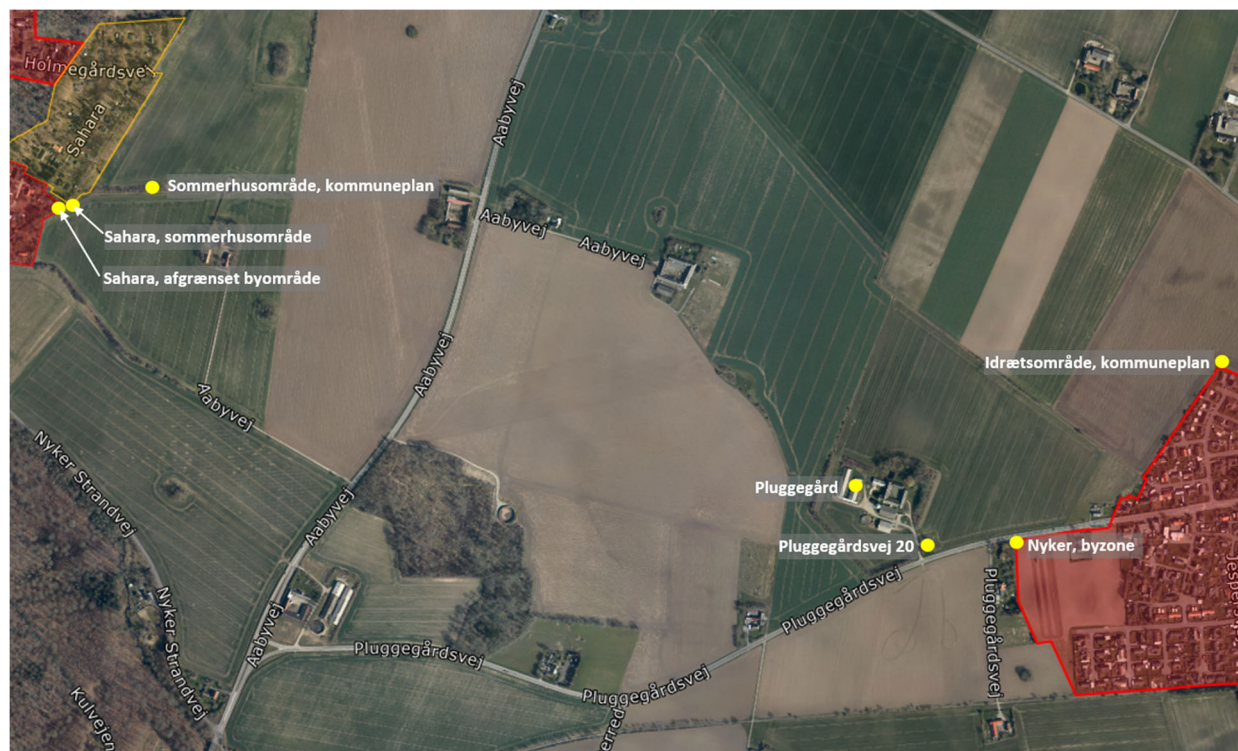 Holmegårdsvej
Sahara
Aabyvej
Sommerhusområde, kommuneplan
Sahara, sommerhusområde
Sahara, afgrænset byområde
Aabyvej
Aabyvej
Aabyvej
Idrætsområde, kommuneplan
Aabyvej
Nyker Strandvej
Pluggegård
Aabyvej
Pluggegårdsvej 20
Nyker, byzone
Pluggegårdsvej
Pluggegårdsvej
Nyker Strandvej
Aabyvej
Pluggegårdsvej
Pluggegårdsvej
Kulvejen